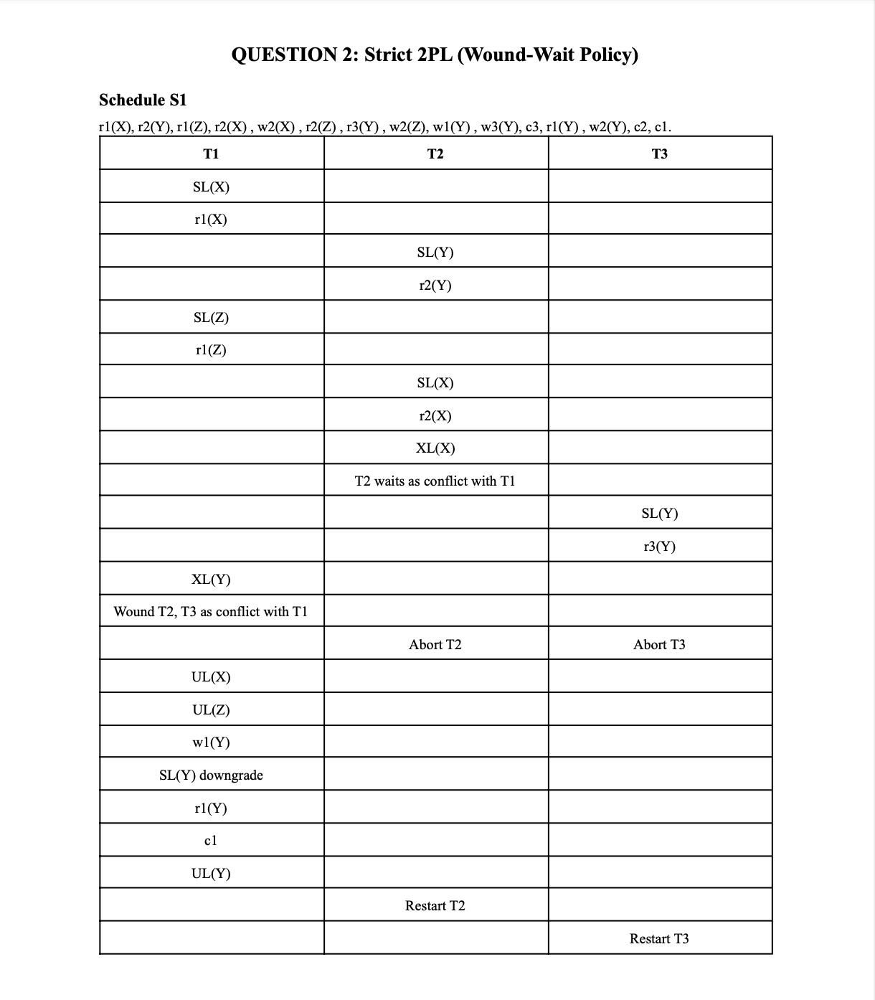 QUESTION 2: Strict 2PL (Wound-Wait Policy)
Schedule S1
r1(X), r2(Y), r1(Z), r2(X) , w2(X) , r2(Z) , r3(Y) , w2(Z), w1(Y) , w3(Y), c3, r1(Y) , w2(Y), c2, c1.
T1 T2 T3
SL(X)
r1(X)
SL(Y)
r2(Y)
SL(Z)
r1(Z)
SL(X)
r2(X)
XL(X)
T2 waits as conflict with T1
SL(Y)
r3(Y)
XL(Y)
Wound T2, T3 as conflict with T1
Abort T2 Abort T3
UL(X)
UL(Z)
w1(Y)
SL(Y) downgrade
r1(Y)
c1
UL(Y)
Restart T2
Restart T3